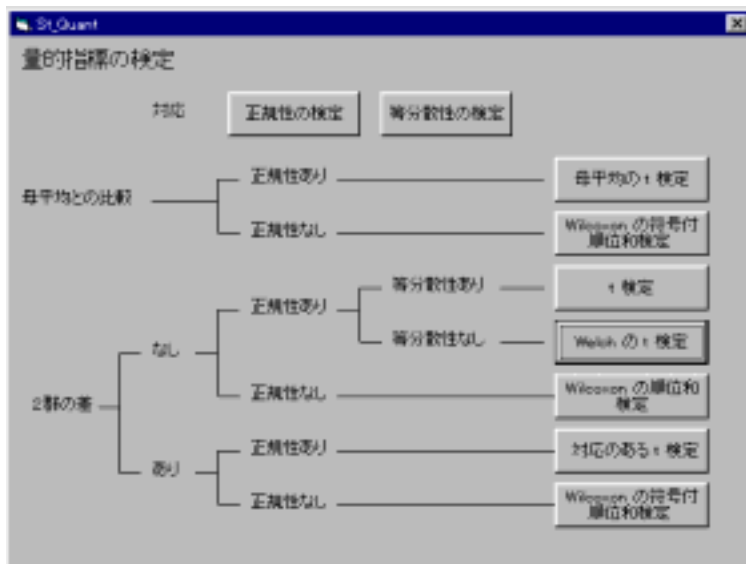 St_Quant
量的指標の検定
対応
正規性の検定
等分散性の検定
母平均との比較
正規性あり
母平均の t 検定
正規性なし
Wilcoxon の符号付
順位和検定
2群の差
なし
正規性あり
等分散性あり
t 検定
等分散性なし
Welch の t 検定
正規性なし
Wilcoxon の順位和
検定
あり
正規性あり
対応のある t 検定
正規性なし
Wilcoxon の符号付
順位和検定